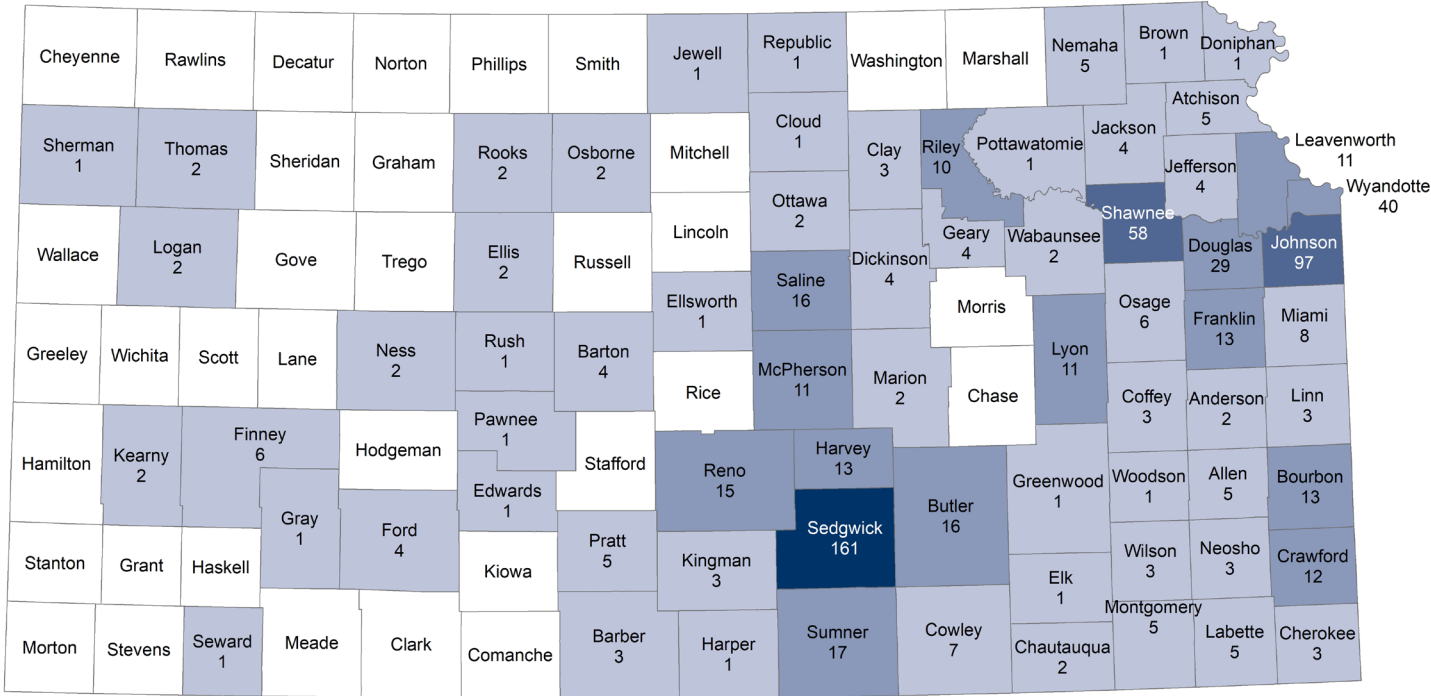 Cheyenne
Rawlins
Decatur
Norton
Phillips
Smith
Jewell
1
Republic
1
Washington
Marshall
Nemaha
5
Brown
1
Doniphan
1
Sherman
1
Thomas
2
Sheridan
Graham
Rooks
2
Osborne
2
Mitchell
Cloud
1
Clay
3
Riley
10
Pottawatomie
1
Jackson
4
Atchison
5
Jefferson
4
Leavenworth
11
Wyandotte
40
Wallace
Logan
2
Gove
Trego
Ellis
2
Russell
Lincoln
Ottawa
2
Saline
16
Dickinson
4
Geary
4
Wabaunsee
2
Shawnee
58
Douglas
29
Johnson
97
Ellsworth
1
Morris
Osage
6
Franklin
13
Miami
8
Greeley
Wichita
Scott
Lane
Ness
2
Rush
1
Barton
4
Rice
McPherson
11
Marion
2
Chase
Lyon
11
Coffey
3
Anderson
2
Linn
3
Hamilton
Kearny
2
Finney
6
Hodgeman
Pawnee
1
Stafford
Edwards
1
Reno
15
Harvey
13
Sedgwick
161
Butler
16
Greenwood
1
Woodson
1
Allen
5
Bourbon
13
Gray
1
Ford
4
Stanton
Grant
Haskell
Kiowa
Pratt
5
Kingman
3
Elk
1
Wilson
3
Neosho
3
Crawford
12
Morton
Stevens
Seward
1
Meade
Clark
Comanche
Barber
3
Harper
1
Sumner
17
Cowley
7
Chautauqua
2
Montgomery
5
Labette
5
Cherokee
3